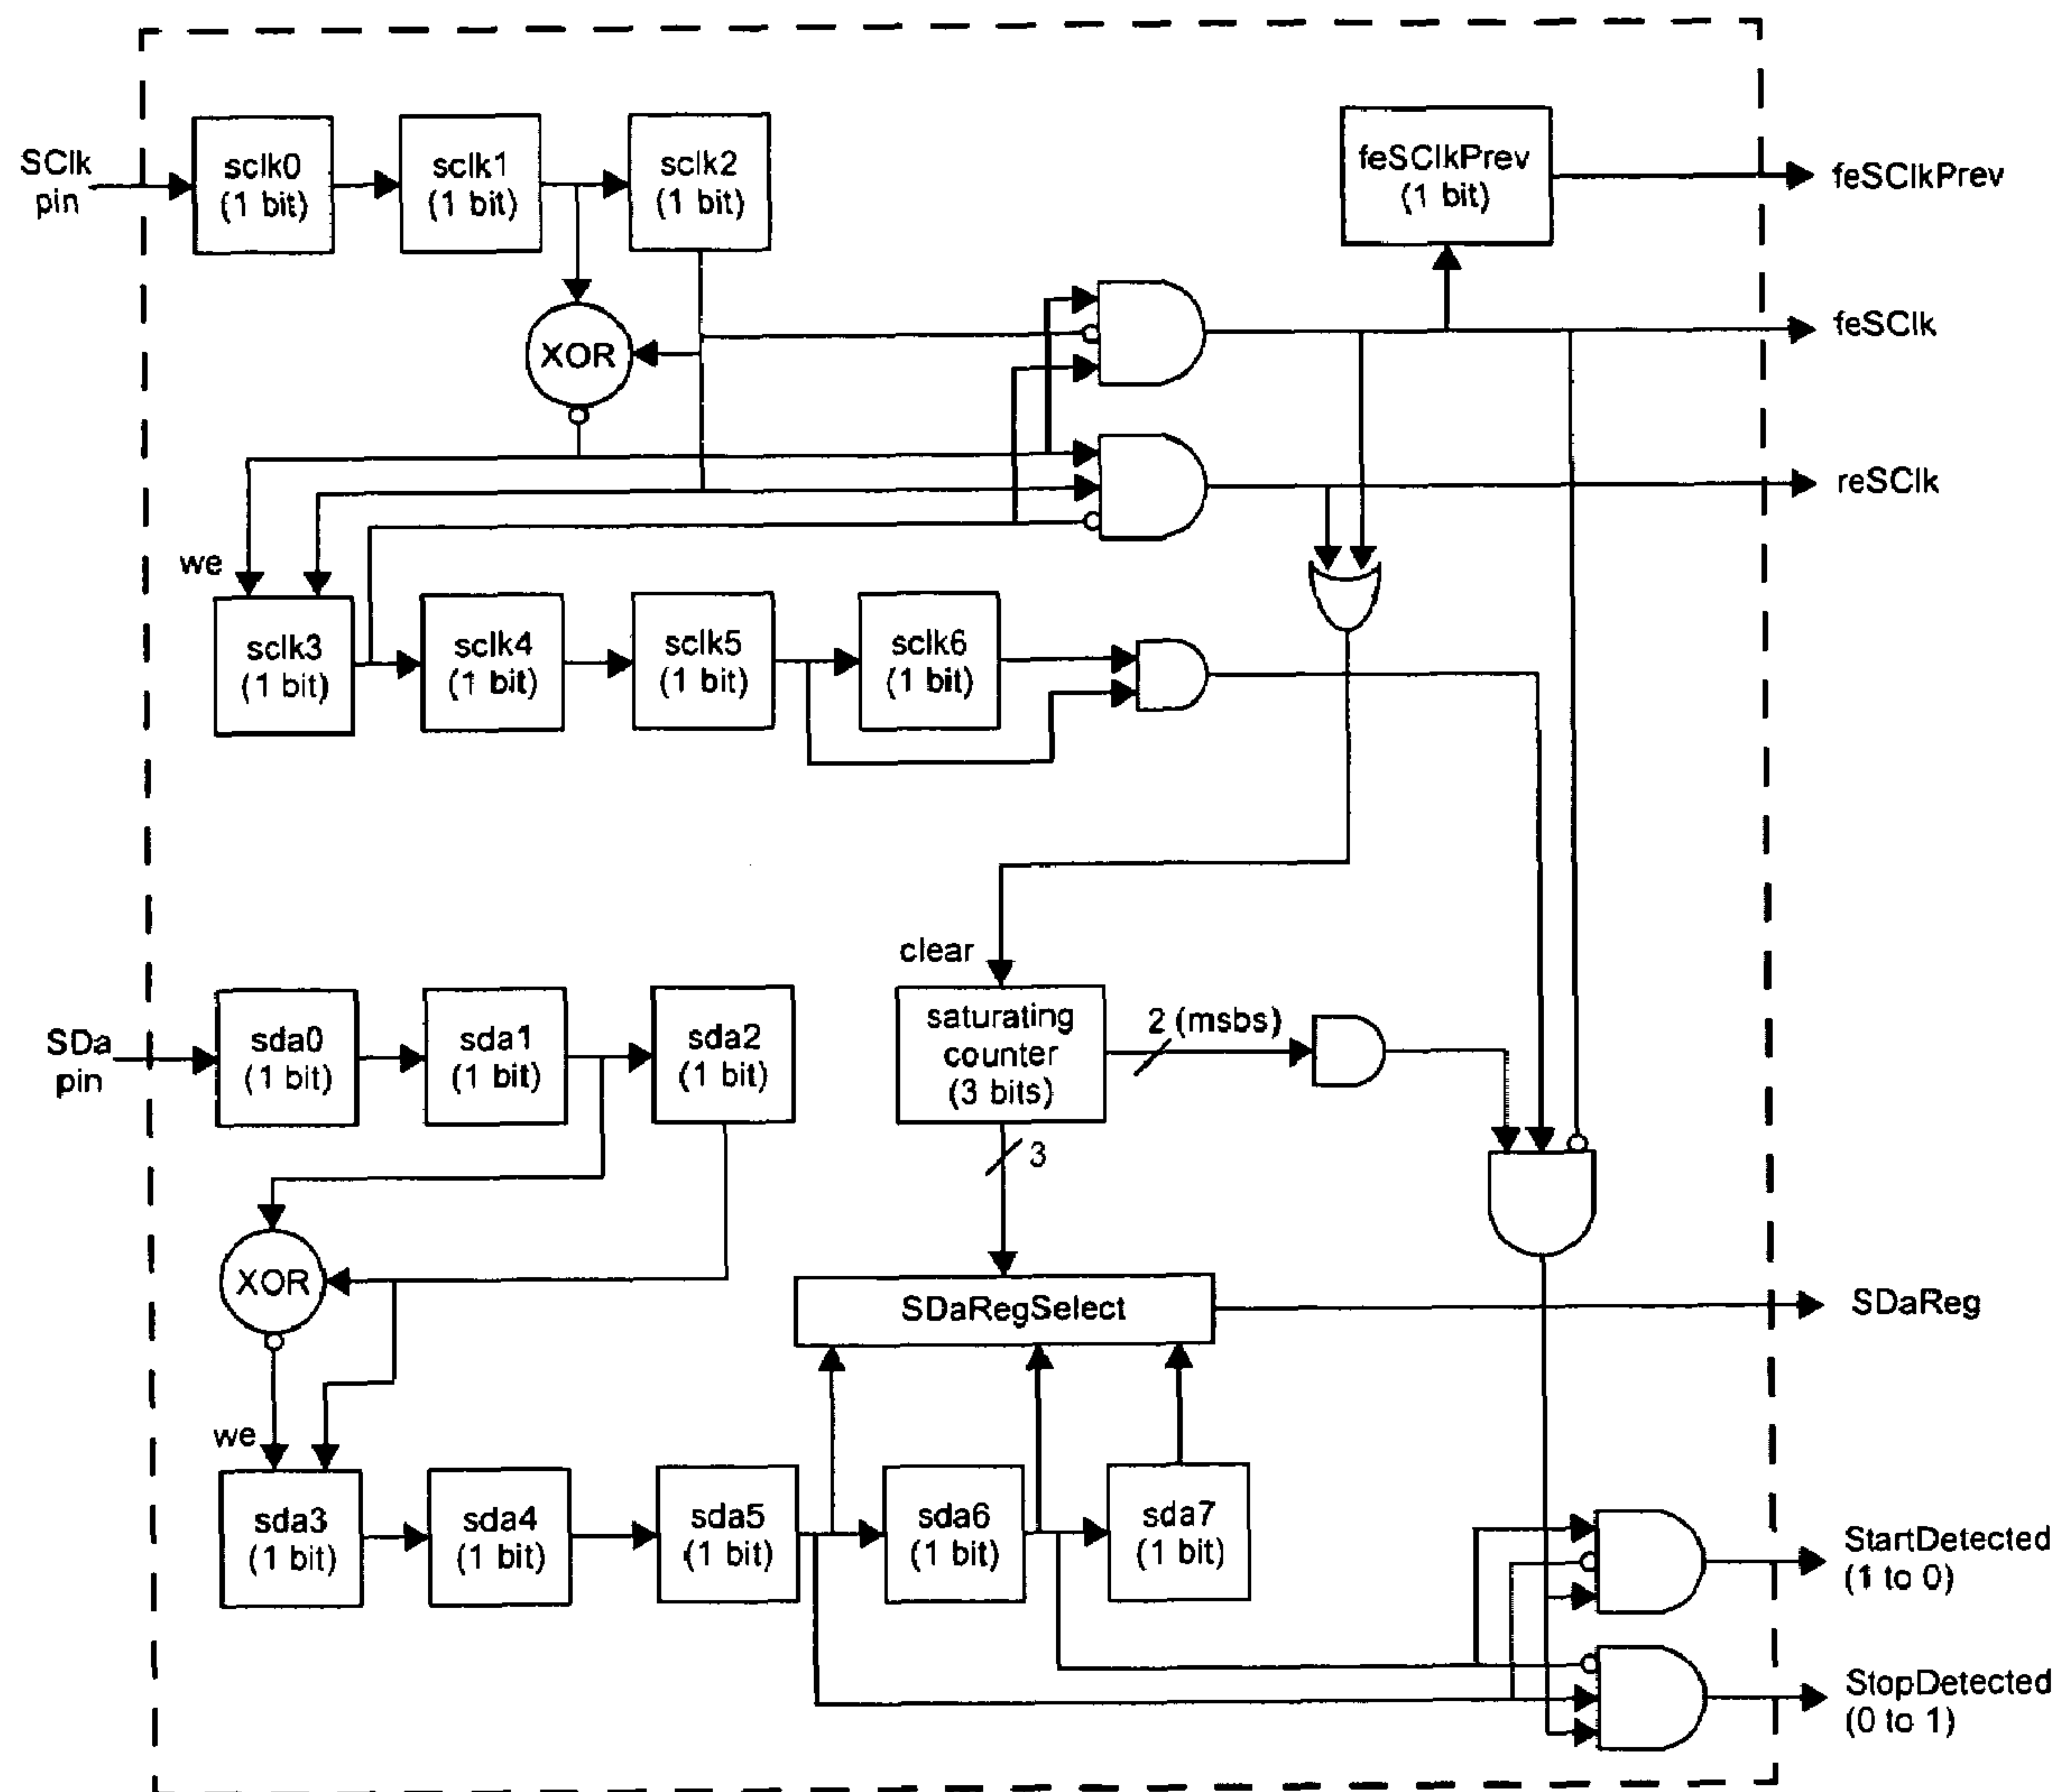 SClk
pin
sclk0
(1 bit)
sclk1
(1 bit)
sclk2
(1 bit)
feSClkPrev
(1 bit)
feSClkPrev
XOR
feSClk
reSClk
we
sclk3
(1 bit)
sclk4
(1 bit)
sclk5
(1 bit)
sclk6
(1 bit)
clear
SDa
pin
sda0
(1 bit)
sda1
(1 bit)
sda2
(1 bit)
saturating
counter
(3 bits)
2 (msbs)
3
XOR
SDaRegSelect
SDaReg
we
sda3
(1 bit)
sda4
(1 bit)
sda5
(1 bit)
sda6
(1 bit)
sda7
(1 bit)
StartDetected
(1 to 0)
StopDetected
(0 to 1)